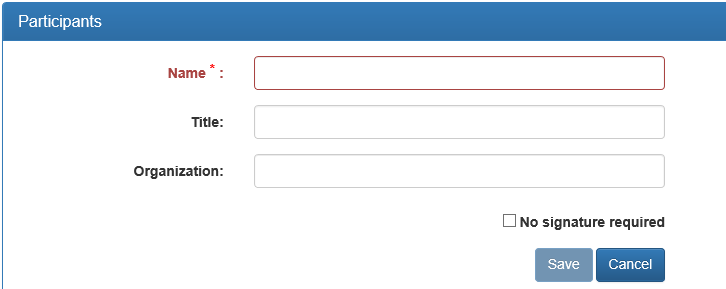 Participants
Name * :
Title:
Organization:
No signature required
Save Cancel